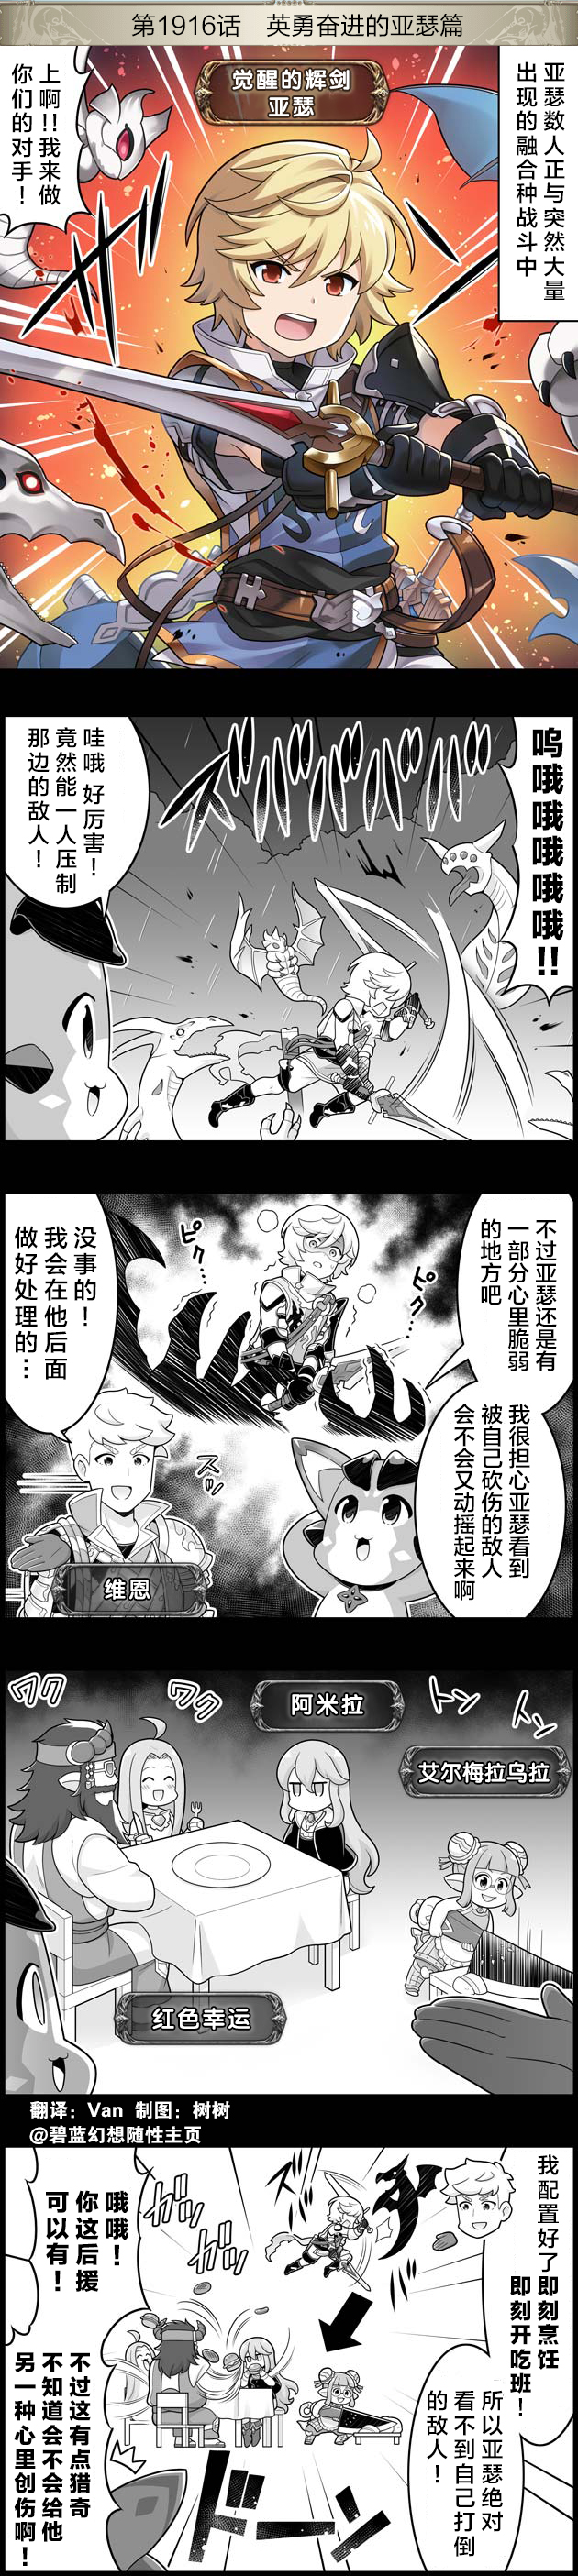 第1916话　英勇奋进的亚瑟篇
亚瑟数人正与突然大量
出现的融合种战斗中
觉醒的辉剑
亚瑟
上啊!!我来做
你们的对手！
呜哦哦哦哦哦!!
哇哦 好厉害！
竟然能一人压制
那边的敌人！
不过亚瑟还是有
一部分心里脆弱
的地方吧
我很担心亚瑟看到
被自己砍伤的敌人
会不会又动摇起来啊
ピク…
ピク…
没事的！
我会在他后面
做好处理的…
スッ
维恩
トン
トン
阿米拉
艾尔梅拉乌拉
ワク
ワク
红色幸运
翻译：Van 制图：树树
@碧蓝幻想随性主页
我配置好了即刻烹饪
即刻开吃班！
所以亚瑟绝对
看不到自己打倒
的敌人！
ガツ
ガツ
哦哦！
你这后援
可以有！
不过这有点猎奇
不知道会不会给他
另一种心里创伤啊！
ドーン